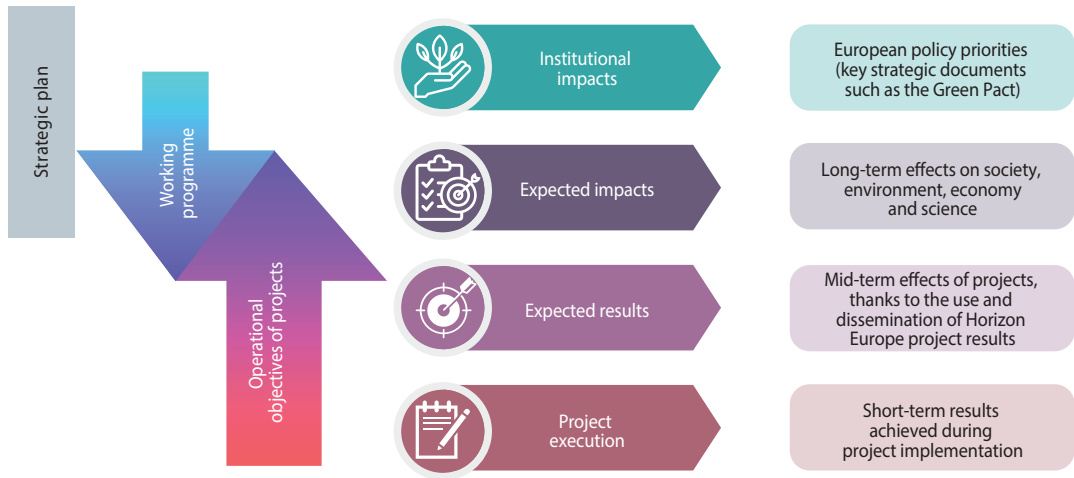 Strategic plan
Working
programme
Operational
objectives of projects
Institutional
impacts
European policy priorities
(key strategic documents
such as the Green Pact)
Expected impacts
Long-term effects on society,
environment, economy
and science
Expected results
Mid-term effects of projects,
thanks to the use and
dissemination of Horizon
Europe project results
Project
execution
Short-term results
achieved during
project implementation